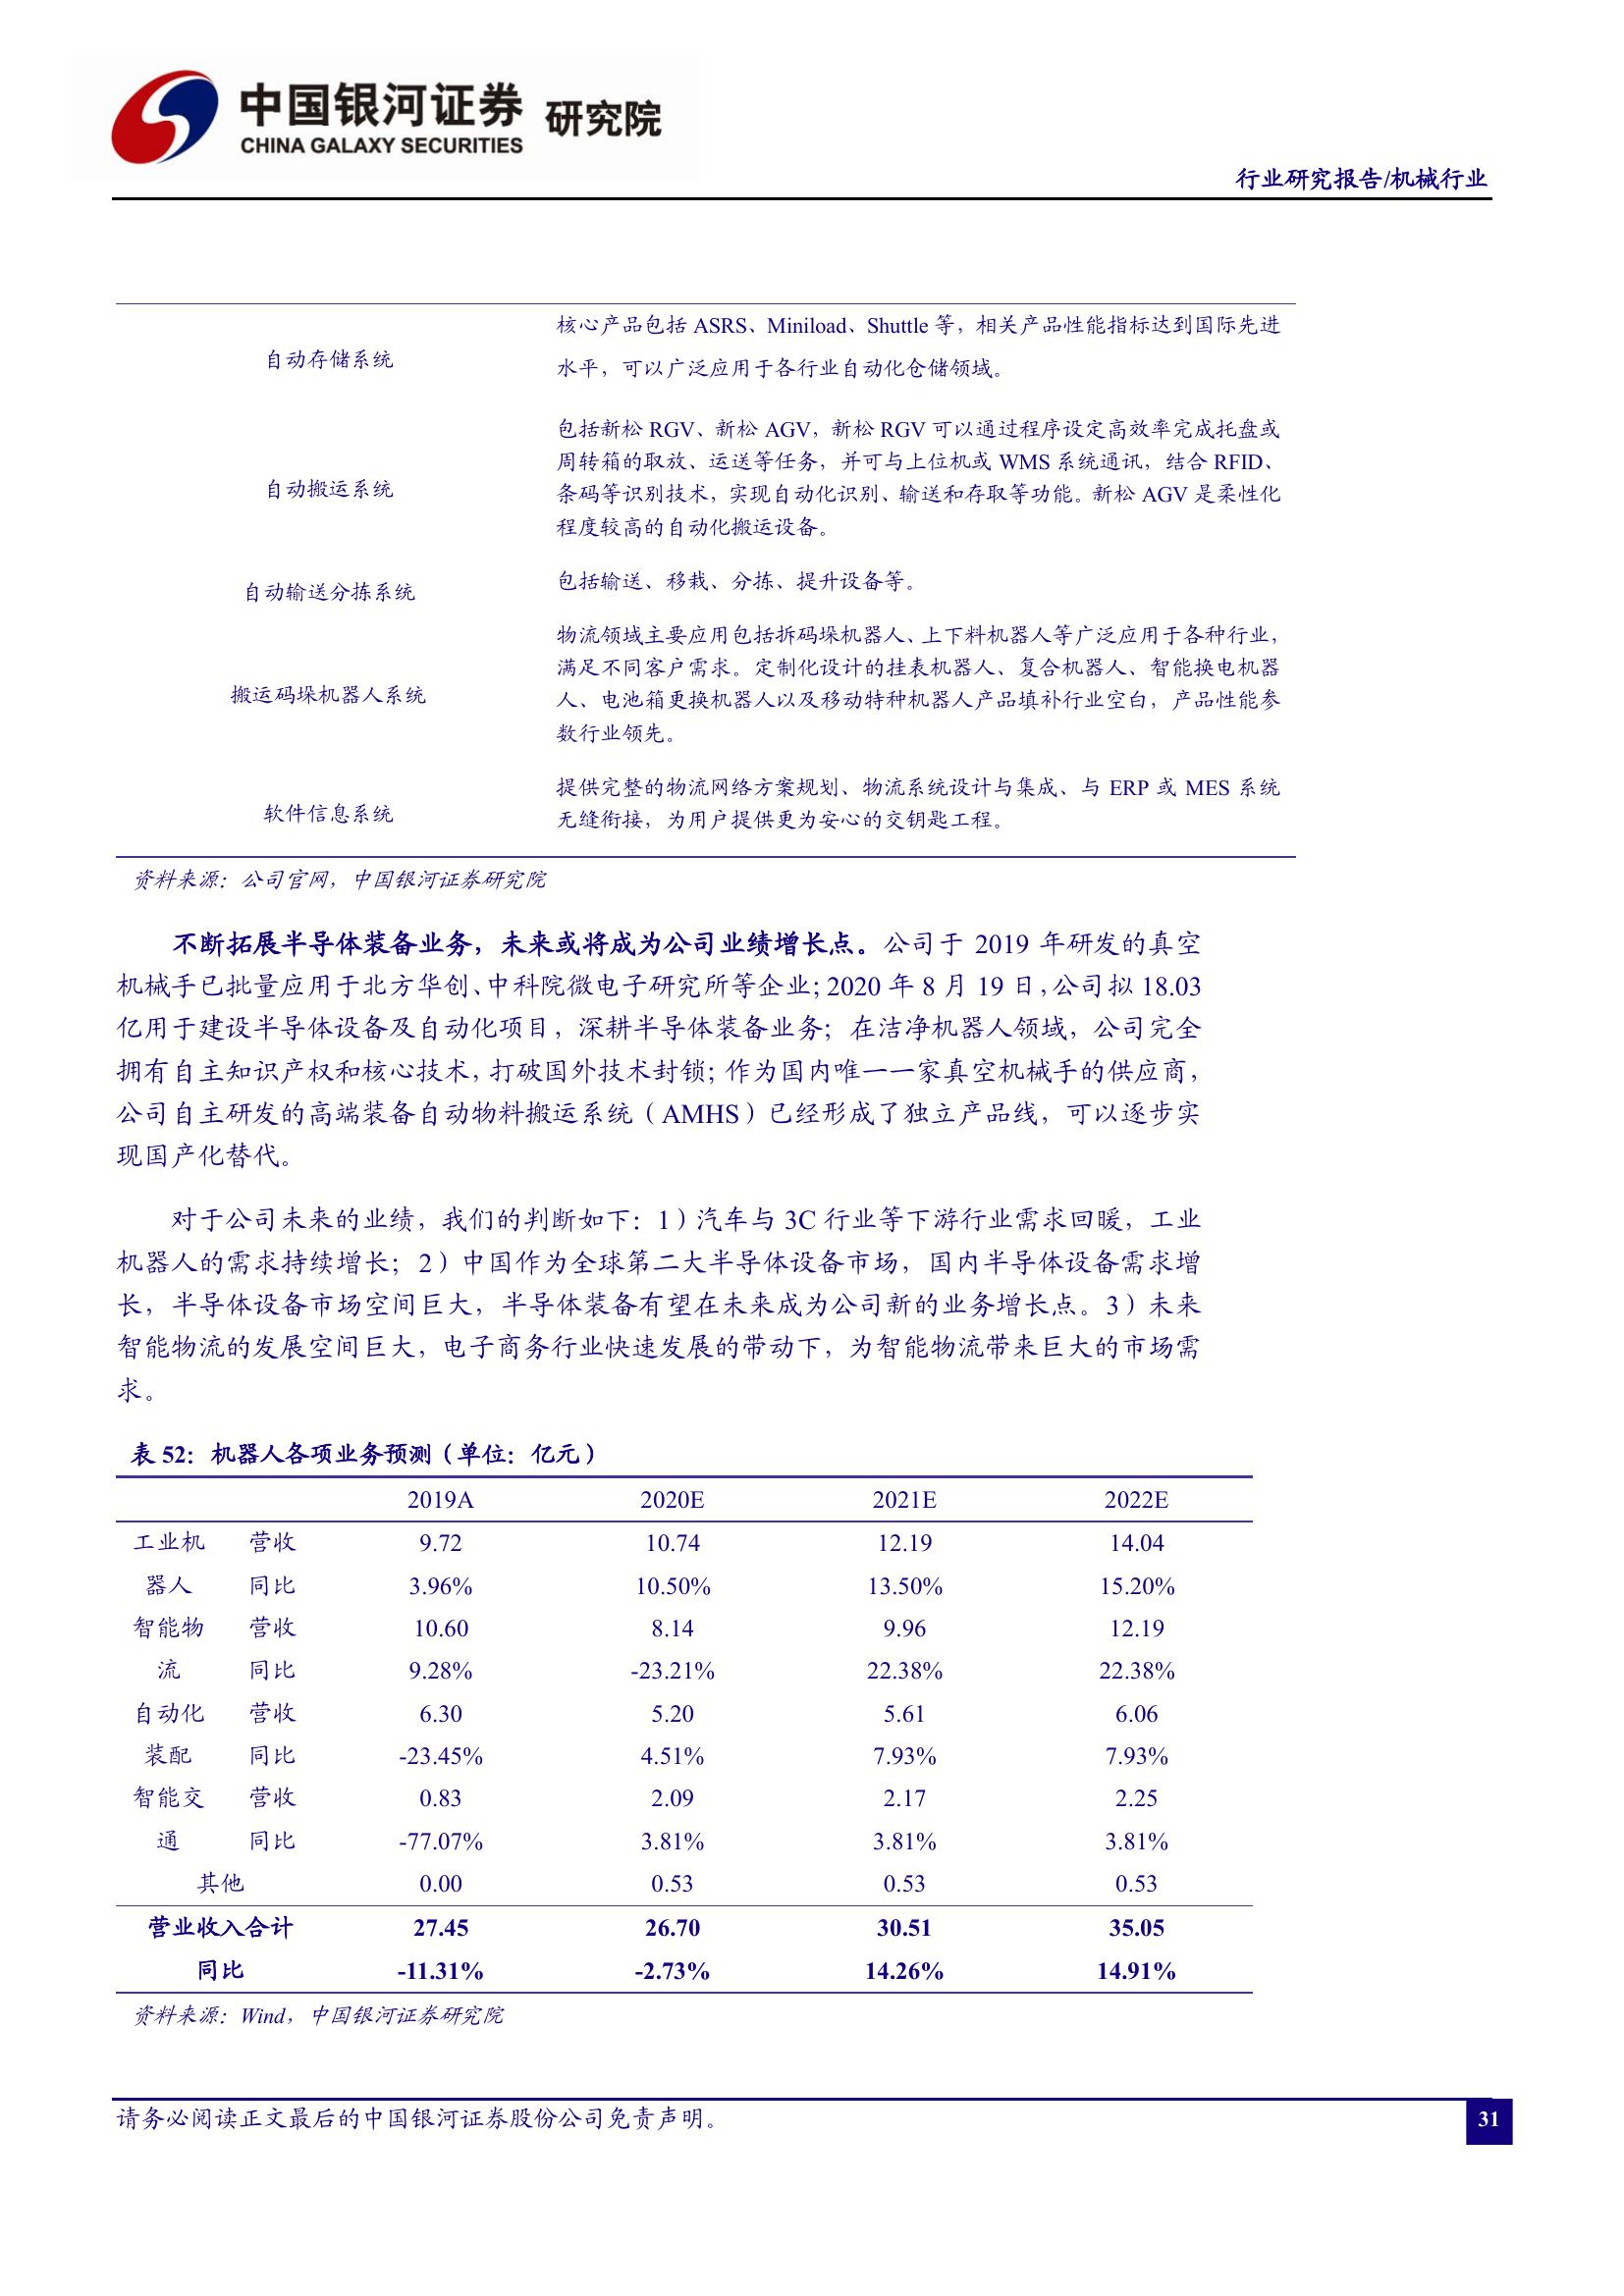 中国银河证券 研究院
CHINA GALAXY SECURITIES
行业研究报告/机械行业
自动存储系统
核心产品包括 ASRS、Miniload、Shuttle 等，相关产品性能指标达到国际先进
水平，可以广泛应用于各行业自动化仓储领域。
自动搬运系统
包括新松 RGV、新松 AGV，新松 RGV 可以通过程序设定高效率完成托盘或
周转箱的取放、运送等任务，并可与上位机或 WMS 系统通讯，结合 RFID、
条码等识别技术，实现自动化识别、输送和存取等功能。新松 AGV 是柔性化
程度较高的自动化搬运设备。
自动输送分拣系统
包括输送、移栽、分拣、提升设备等。
搬运码垛机器人系统
物流领域主要应用包括拆码垛机器人、上下料机器人等广泛应用于各种行业，
满足不同客户需求。定制化设计的挂表机器人、复合机器人、智能换电机器
人、电池箱更换机器人以及移动特种机器人产品填补行业空白，产品性能参
数行业领先。
软件信息系统
提供完整的物流网络方案规划、物流系统设计与集成、与 ERP 或 MES 系统
无缝衔接，为用户提供更为安心的交钥匙工程。
资料来源：公司官网，中国银河证券研究院
不断拓展半导体装备业务，未来或将成为公司业绩增长点。公司于 2019 年研发的真空
机械手已批量应用于北方华创、中科院微电子研究所等企业；2020 年 8 月 19 日，公司拟 18.03
亿用于建设半导体设备及自动化项目，深耕半导体装备业务；在洁净机器人领域，公司完全
拥有自主知识产权和核心技术，打破国外技术封锁；作为国内唯一一家真空机械手的供应商，
公司自主研发的高端装备自动物料搬运系统（AMHS）已经形成了独立产品线，可以逐步实
现国产化替代。
对于公司未来的业绩，我们的判断如下：1）汽车与 3C 行业等下游行业需求回暖，工业
机器人的需求持续增长；2）中国作为全球第二大半导体设备市场，国内半导体设备需求增
长，半导体设备市场空间巨大，半导体装备有望在未来成为公司新的业务增长点。3）未来
智能物流的发展空间巨大，电子商务行业快速发展的带动下，为智能物流带来巨大的市场需
求。
表 52：机器人各项业务预测（单位：亿元）
2019A 2020E 2021E 2022E
工业机 营收 9.72 10.74 12.19 14.04
器人 同比 3.96% 10.50% 13.50% 15.20%
智能物 营收 10.60 8.14 9.96 12.19
流 同比 9.28% -23.21% 22.38% 22.38%
自动化 营收 6.30 5.20 5.61 6.06
装配 同比 -23.45% 4.51% 7.93% 7.93%
智能交 营收 0.83 2.09 2.17 2.25
通 同比 -77.07% 3.81% 3.81% 3.81%
其他 0.00 0.53 0.53 0.53
营业收入合计 27.45 26.70 30.51 35.05
同比 -11.31% -2.73% 14.26% 14.91%
资料来源：Wind，中国银河证券研究院
请务必阅读正文最后的中国银河证券股份公司免责声明。
31